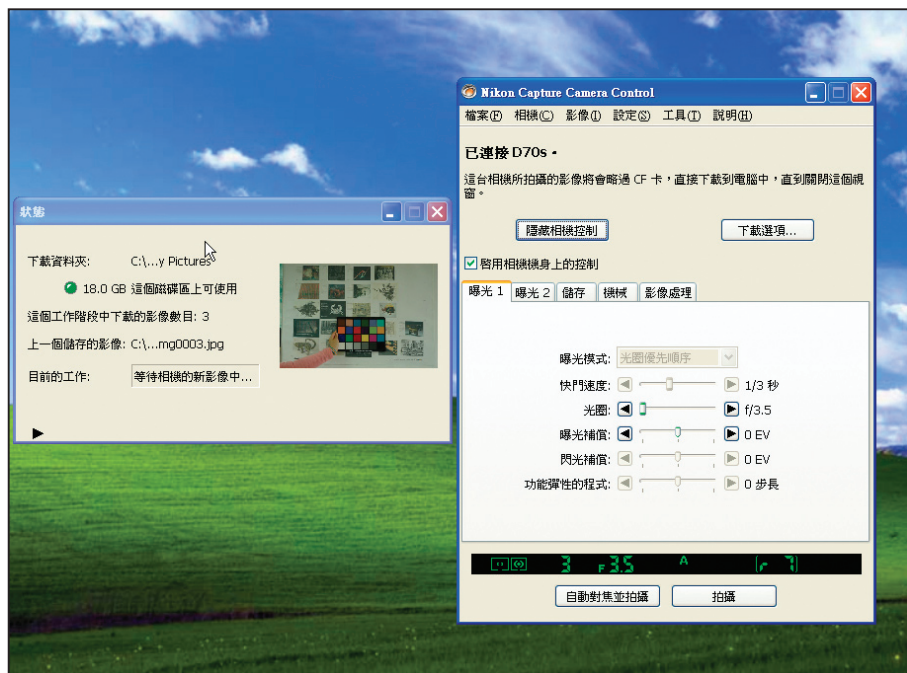 Nikon Capture Camera Control
檔案(F) 相機(C) 影像(I) 設定(S) 工具(T) 說明(H)
已連接 D70s。
這台相機所拍攝的影像將會略過 CF 卡，直接下載到電腦中，直到關閉這個視
窗。
隱藏相機控制 下載選項...
啓用相機機身上的控制
曝光 1 曝光 2 儲存 機械 影像處理
曝光模式: 光圈優先順序
快門速度: 1/3 秒
光圈: f/3.5
曝光補償: 0 EV
閃光補償: 0 EV
功能彈性的程式: 0 步長
3 F3.5 A [r 7]
自動對焦並拍攝 拍攝
狀態
下載資料夾: C:\...y Pictures
18.0 GB 這個磁碟區上可使用
這個工作階段中下載的影像數目: 3
上一個儲存的影像: C:\...mg0003.jpg
目前的工作: 等待相機的新影像中...